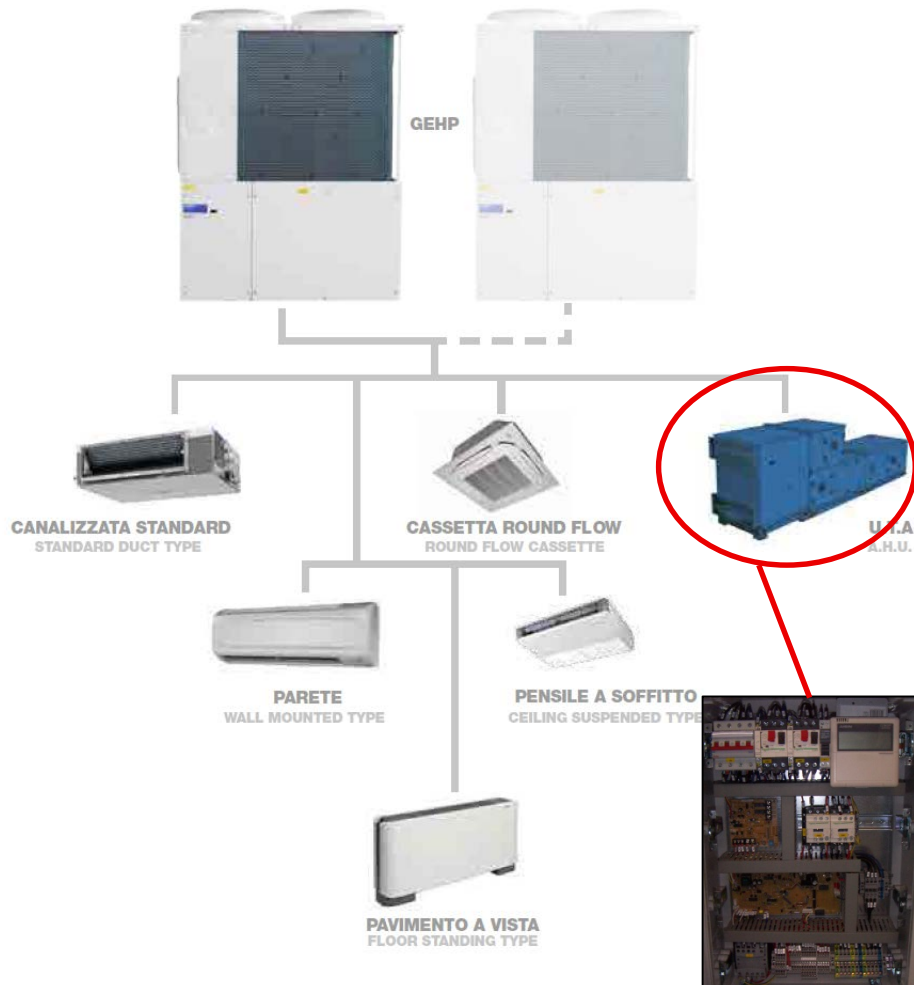 GEHP
CANALIZZATA STANDARD
STANDARD DUCT TYPE
CASSETTA ROUND FLOW
ROUND FLOW CASSETTE
U.T.A
A.H.U.
PARETE
WALL MOUNTED TYPE
PENSILE A SOFFITTO
CEILING SUSPENDED TYPE
PAVIMENTO A VISTA
FLOOR STANDING TYPE